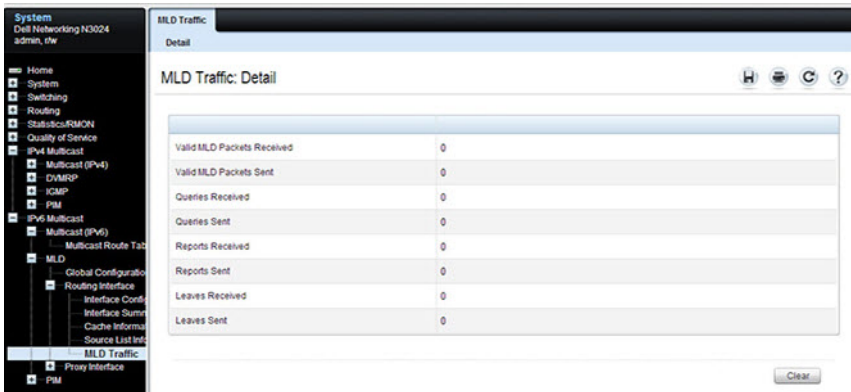 System
Dell Networking N3024
admin, r/w
Home
System
Switching
Routing
Statistics/RMON
Quality of Service
IPv4 Multicast
Multicast (IPv4)
DVMRP
IGMP
PIM
IPv6 Multicast
Multicast (IPv6)
Multicast Route Tab
MLD
Global Configuratio
Routing Interface
Interface Config
Interface Summ
Cache Informat
Source List Info
MLD Traffic
Proxy Interface
PIM
MLD Traffic
Detail
MLD Traffic: Detail
H C ?
Valid MLD Packets Received 0
Valid MLD Packets Sent 0
Queries Received 0
Queries Sent 0
Reports Received 0
Reports Sent 0
Leaves Received 0
Leaves Sent 0
Clear